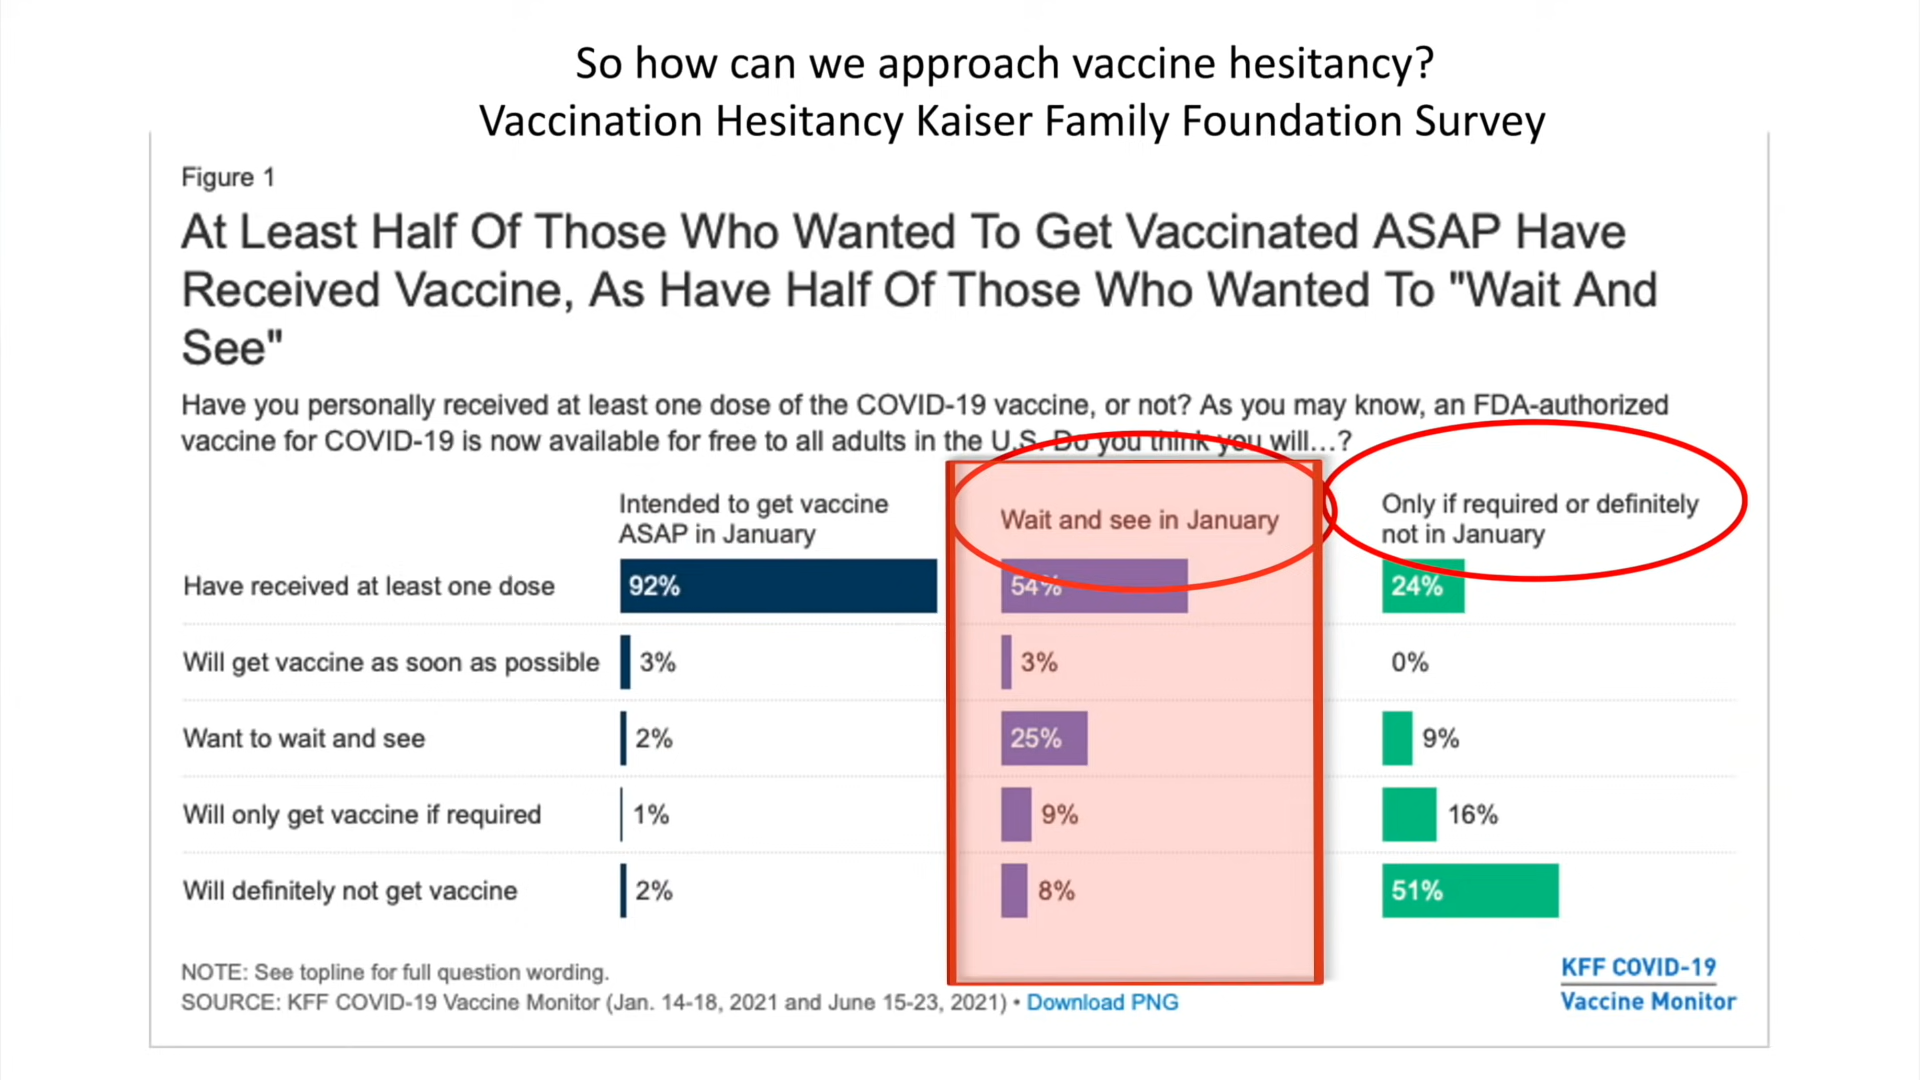 So how can we approach vaccine hesitancy?
Vaccination Hesitancy Kaiser Family Foundation Survey
Figure 1
At Least Half Of Those Who Wanted To Get Vaccinated ASAP Have
Received Vaccine, As Have Half Of Those Who Wanted To "Wait And
See"
Have you personally received at least one dose of the COVID-19 vaccine, or not? As you may know, an FDA-authorized
vaccine for COVID-19 is now available for free to all adults in the U.S. Do you think you will...?
Intended to get vaccine
ASAP in January
Wait and see in January
Only if required or definitely
not in January
Have received at least one dose 92% 54% 24%
Will get vaccine as soon as possible 3% 3% 0%
Want to wait and see 2% 25% 9%
Will only get vaccine if required 1% 9% 16%
Will definitely not get vaccine 2% 8% 51%
NOTE: See topline for full question wording.
SOURCE: KFF COVID-19 Vaccine Monitor (Jan. 14-18, 2021 and June 15-23, 2021) • Download PNG
KFF COVID-19
Vaccine Monitor